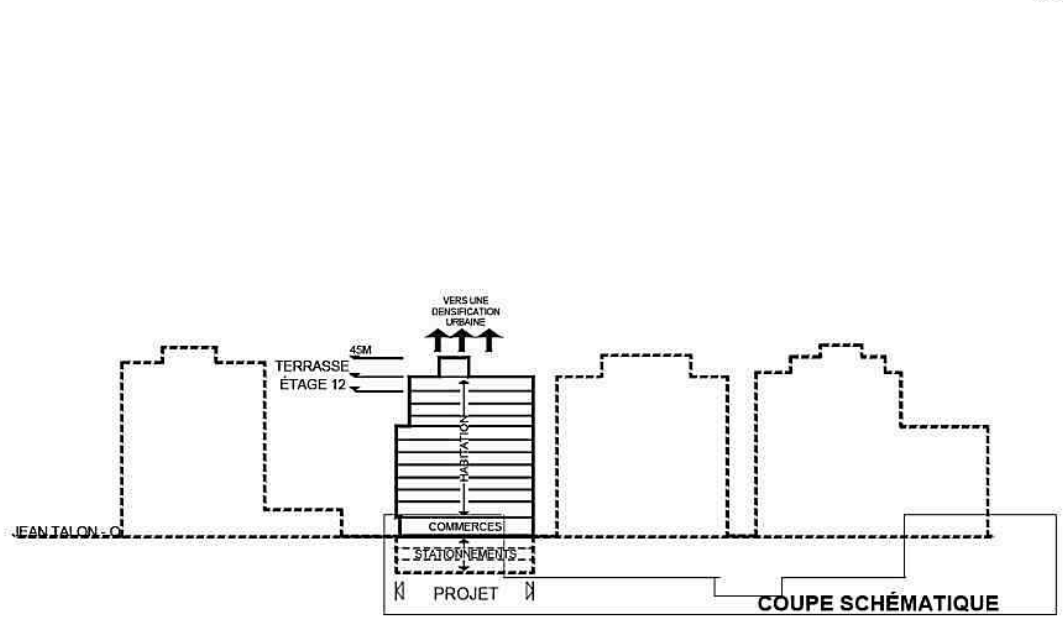 VERS UNE
DENSIFICATION
URBAINE
45M
TERRASSE
ÉTAGE 12
HABITATION
JEAN TALON - O
COMMERCES
STATIONNEMENTS
PROJET
COUPE SCHÉMATIQUE